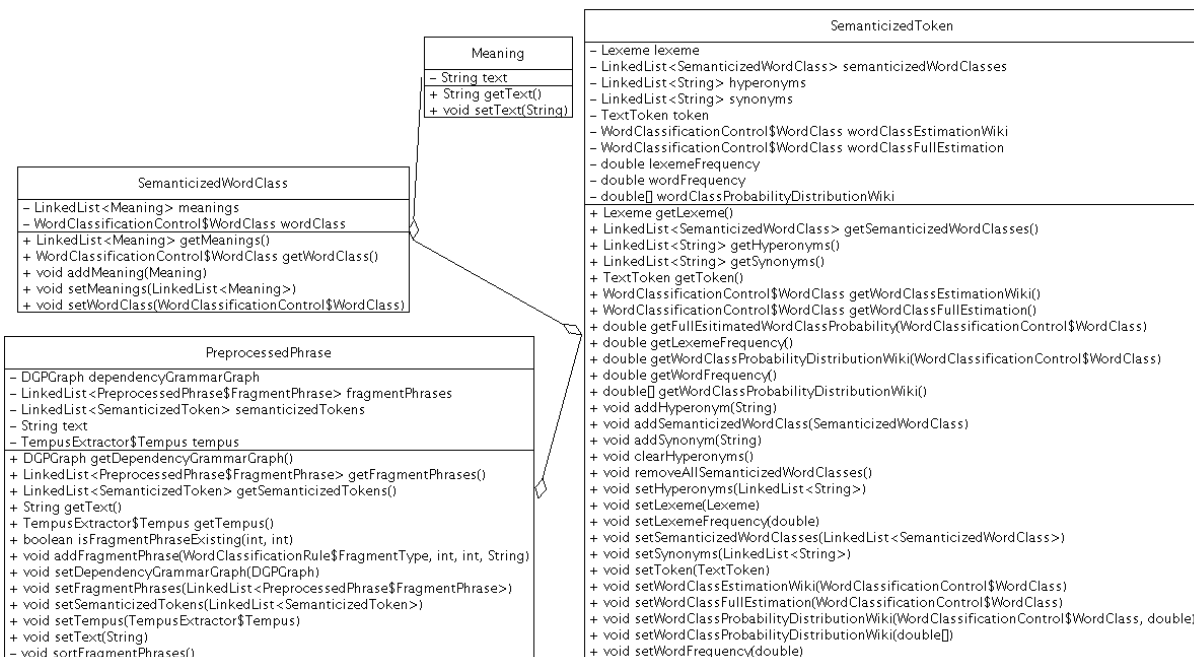 Meaning
– String text
+ String getText()
+ void setText(String)
SemanticizedWordClass
– LinkedList<Meaning> meanings
– WordClassificationControl$WordClass wordClass
+ LinkedList<Meaning> getMeanings()
+ WordClassificationControl$WordClass getWordClass()
+ void addMeaning(Meaning)
+ void setMeanings(LinkedList<Meaning>)
+ void setWordClass(WordClassificationControl$WordClass)
PreprocessedPhrase
– DGPGraph dependencyGrammarGraph
– LinkedList<PreprocessedPhrase$FragmentPhrase> fragmentPhrases
– LinkedList<SemanticizedToken> semanticizedTokens
– String text
– TempusExtractor$Tempus tempus
+ DGPGraph getDependencyGrammarGraph()
+ LinkedList<PreprocessedPhrase$FragmentPhrase> getFragmentPhrases()
+ LinkedList<SemanticizedToken> getSemanticizedTokens()
+ String getText()
+ TempusExtractor$Tempus getTempus()
+ boolean isFragmentPhraseExisting(int, int)
+ void addFragmentPhrase(WordClassificationRule$FragmentType, int, int, String)
+ void setDependencyGrammarGraph(DGPGraph)
+ void setFragmentPhrases(LinkedList<PreprocessedPhrase$FragmentPhrase>)
+ void setSemanticizedTokens(LinkedList<SemanticizedToken>)
+ void setTempus(TempusExtractor$Tempus)
+ void setText(String)
– void sortFragmentPhrases()
SemanticizedToken
– Lexeme lexeme
– LinkedList<SemanticizedWordClass> semanticizedWordClasses
– LinkedList<String> hyperonyms
– LinkedList<String> synonyms
– TextToken token
– WordClassificationControl$WordClass wordClassEstimationWiki
– WordClassificationControl$WordClass wordClassFullEstimation
– double lexemeFrequency
– double wordFrequency
– double[] wordClassProbabilityDistributionWiki
+ Lexeme getLexeme()
+ LinkedList<SemanticizedWordClass> getSemanticizedWordClasses()
+ LinkedList<String> getHyperonyms()
+ LinkedList<String> getSynonyms()
+ TextToken getToken()
+ WordClassificationControl$WordClass getWordClassEstimationWiki()
+ WordClassificationControl$WordClass getWordClassFullEstimation()
+ double getFullEsitimatedWordClassProbability(WordClassificationControl$WordClass)
+ double getLexemeFrequency()
+ double getWordClassProbabilityDistributionWiki(WordClassificationControl$WordClass)
+ double getWordFrequency()
+ double[] getWordClassProbabilityDistributionWiki()
+ void addHyperonym(String)
+ void addSemanticizedWordClass(SemanticizedWordClass)
+ void addSynonym(String)
+ void clearHyperonyms()
+ void removeAllSemanticizedWordClasses()
+ void setHyperonyms(LinkedList<String>)
+ void setLexeme(Lexeme)
+ void setLexemeFrequency(double)
+ void setSemanticizedWordClasses(LinkedList<SemanticizedWordClass>)
+ void setSynonyms(LinkedList<String>)
+ void setToken(TextToken)
+ void setWordClassEstimationWiki(WordClassificationControl$WordClass)
+ void setWordClassFullEstimation(WordClassificationControl$WordClass)
+ void setWordClassProbabilityDistributionWiki(WordClassificationControl$WordClass, double)
+ void setWordClassProbabilityDistributionWiki(double[])
+ void setWordFrequency(double)